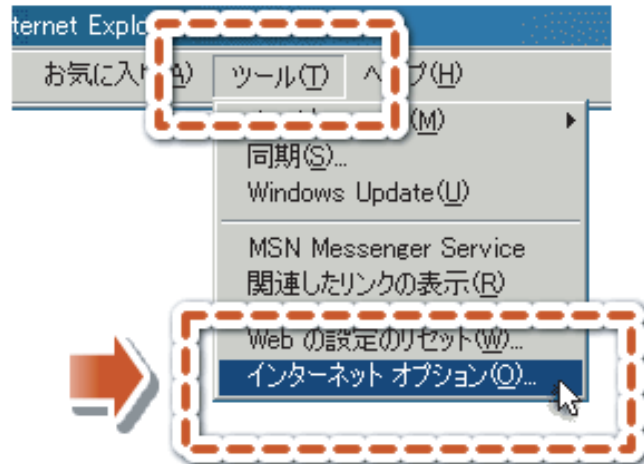 ternet Explo
お気に入り(A) ツール(T) ヘルプ(H)
(M)
同期(S)...
Windows Update(U)
MSN Messenger Service
関連したリンクの表示(R)
Web の設定のリセット(W)...
インターネット オプション(O)...